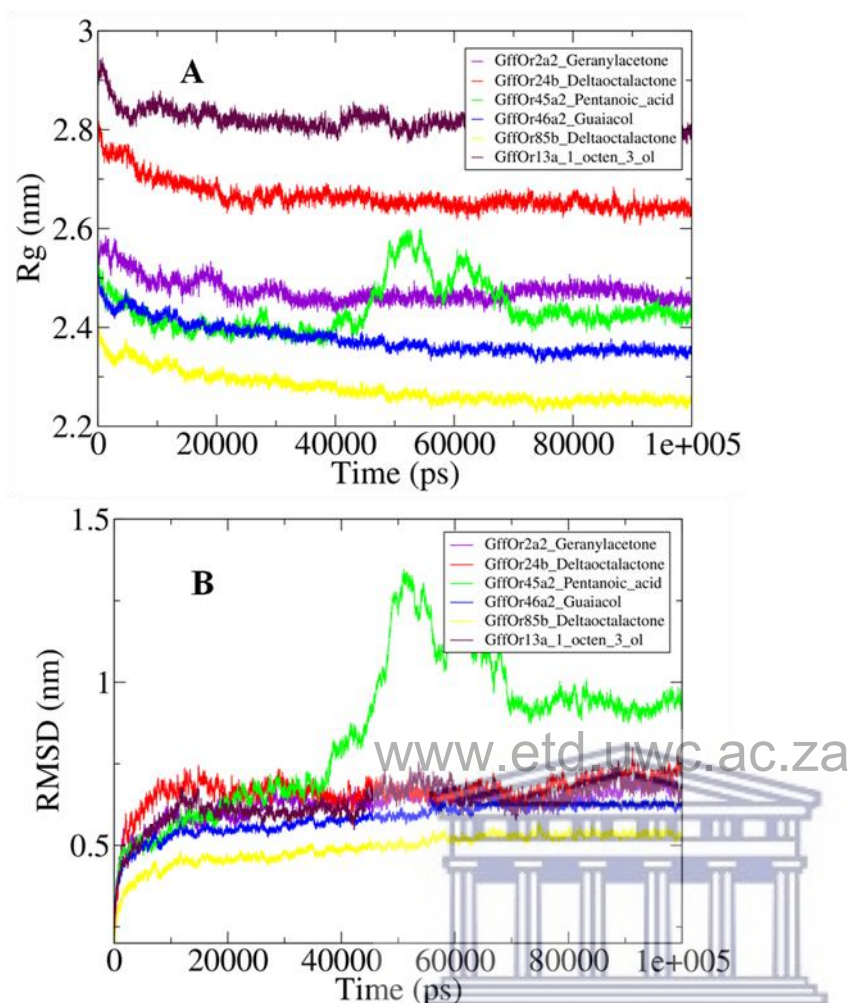 3
A
GffOr2a2_Geranylacetone
GffOr24b_Deltaoctalactone
GffOr45a2_Pentanoic_acid
GffOr46a2_Guaiacol
GffOr85b_Deltaoctalactone
GffOr13a_1_octen_3_ol
2.8
Rg (nm)
2.6
2.4
2.2
0 20000 40000 60000 80000 1e+005
Time (ps)
1.5
B
GffOr2a2_Geranylacetone
GffOr24b_Deltaoctalactone
GffOr45a2_Pentanoic_acid
GffOr46a2_Guaiacol
GffOr85b_Deltaoctalactone
GffOr13a_1_octen_3_ol
1
RMSD (nm)
www.etd.uwc.ac.za
0.5
0 20000 40000 60000 80000 1e+005
Time (ps)